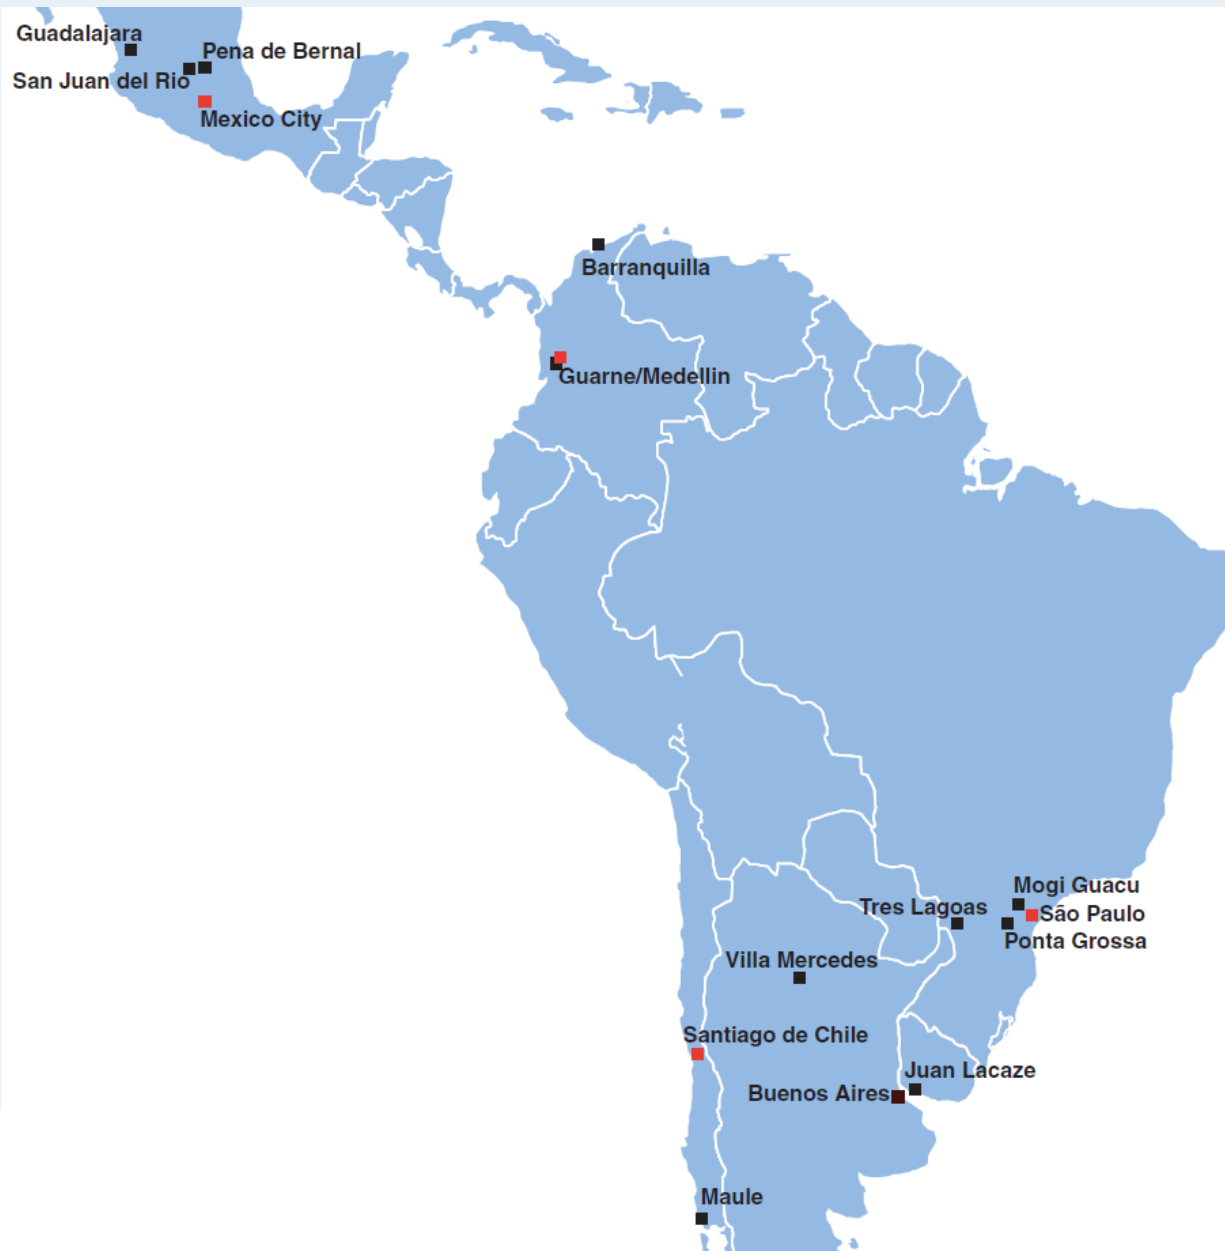 Guadalajara
Pena de Bernal
San Juan del Rio
Mexico City
Barranquilla
Guarne/Medellin
Mogi Guacu
Tres Lagoas
São Paulo
Ponta Grossa
Villa Mercedes
Santiago de Chile
Juan Lacaze
Buenos Aires
Maule